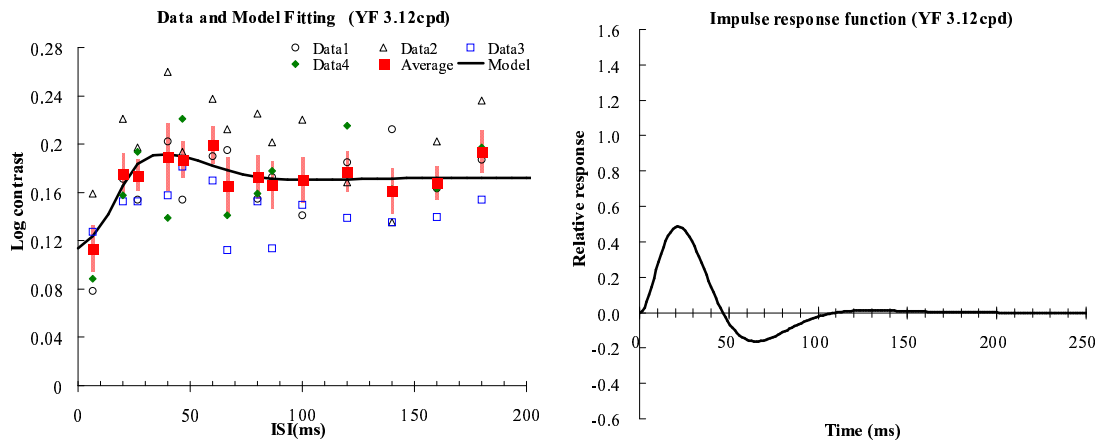 Data and Model Fitting (YF 3.12cpd)
Data1 Data2 Data3
Data4 Average Model
Log contrast
0.28
0.24
0.2
0.16
0.12
0.08
0.04
0
0 50 100 150 200
ISI(ms)
Impulse response function (YF 3.12cpd)
Relative response
1.6
1.4
1.2
1.0
0.8
0.6
0.4
0.2
0.0
-0.2
-0.4
-0.6
0 50 100 150 200 250
Time (ms)